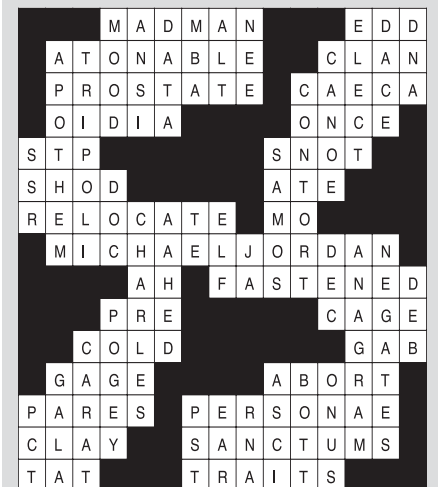 MADMAN EDD
ATONABLE CLAN
PROSTATE CAECA
OIDIA ONCE
STP SNOT
SHOD ATE
RELOCATE MO
MICHAELJORDAN
AH FASTENED
PRE CAGE
COLD GAB
GAGE ABORT
PARES PERSONAE
CLAY SANCTUMS
TAT TRAITS